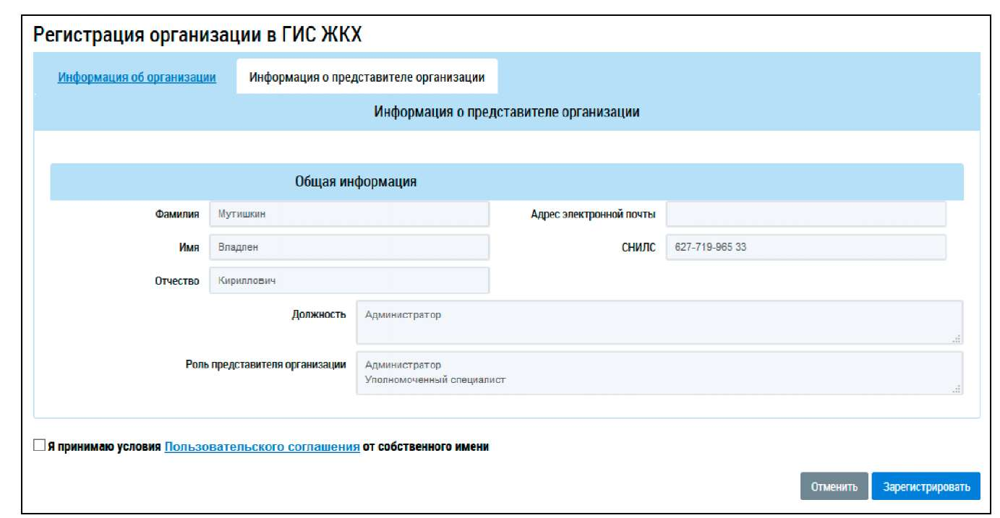 Регистрация организации в ГИС ЖКХ
Информация об организации
Информация о представителе организации
Информация о представителе организации
Общая информация
Фамилия Мутишкин
Адрес электронной почты
Имя Владлен
СНИЛС 627-719-965 33
Отчество Кириллович
Должность Администратор
Роль представителя организации Администратор
Уполномоченный специалист
Я принимаю условия Пользовательского соглашения от собственного имени
Отменить Зарегистрировать